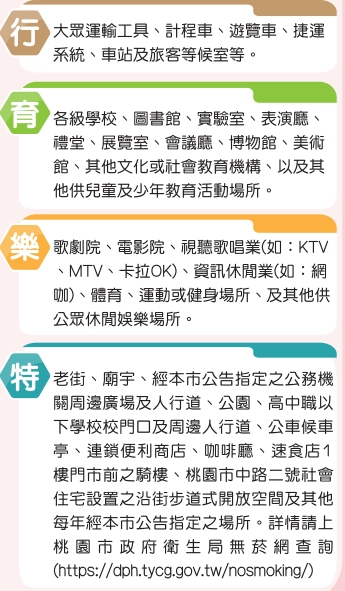 行
大眾運輸工具、計程車、遊覽車、捷運
系統、車站及旅客等候室等。
育
各級學校、圖書館、實驗室、表演廳、
禮堂、展覽室、會議廳、博物館、美術
館、其他文化或社會教育機構、以及其
他供兒童及少年教育活動場所。
樂
歌劇院、電影院、視聽歌唱業(如：KTV
、MTV、卡拉OK)、資訊休閒業(如：網
咖)、體育、運動或健身場所、及其他供
公眾休閒娛樂場所。
特
老街、廟宇、經本市公告指定之公務機
關周邊廣場及人行道、公園、高中職以
下學校校門口及周邊人行道、公車候車
亭、連鎖便利商店、咖啡廳、速食店1
樓門市前之騎樓、桃園市中路二號社會
住宅設置之沿街步道式開放空間及其他
每年經本市公告指定之場所。詳情請上
桃園市政府衛生局無菸網查詢
(https://dph.tycg.gov.tw/nosmoking/)